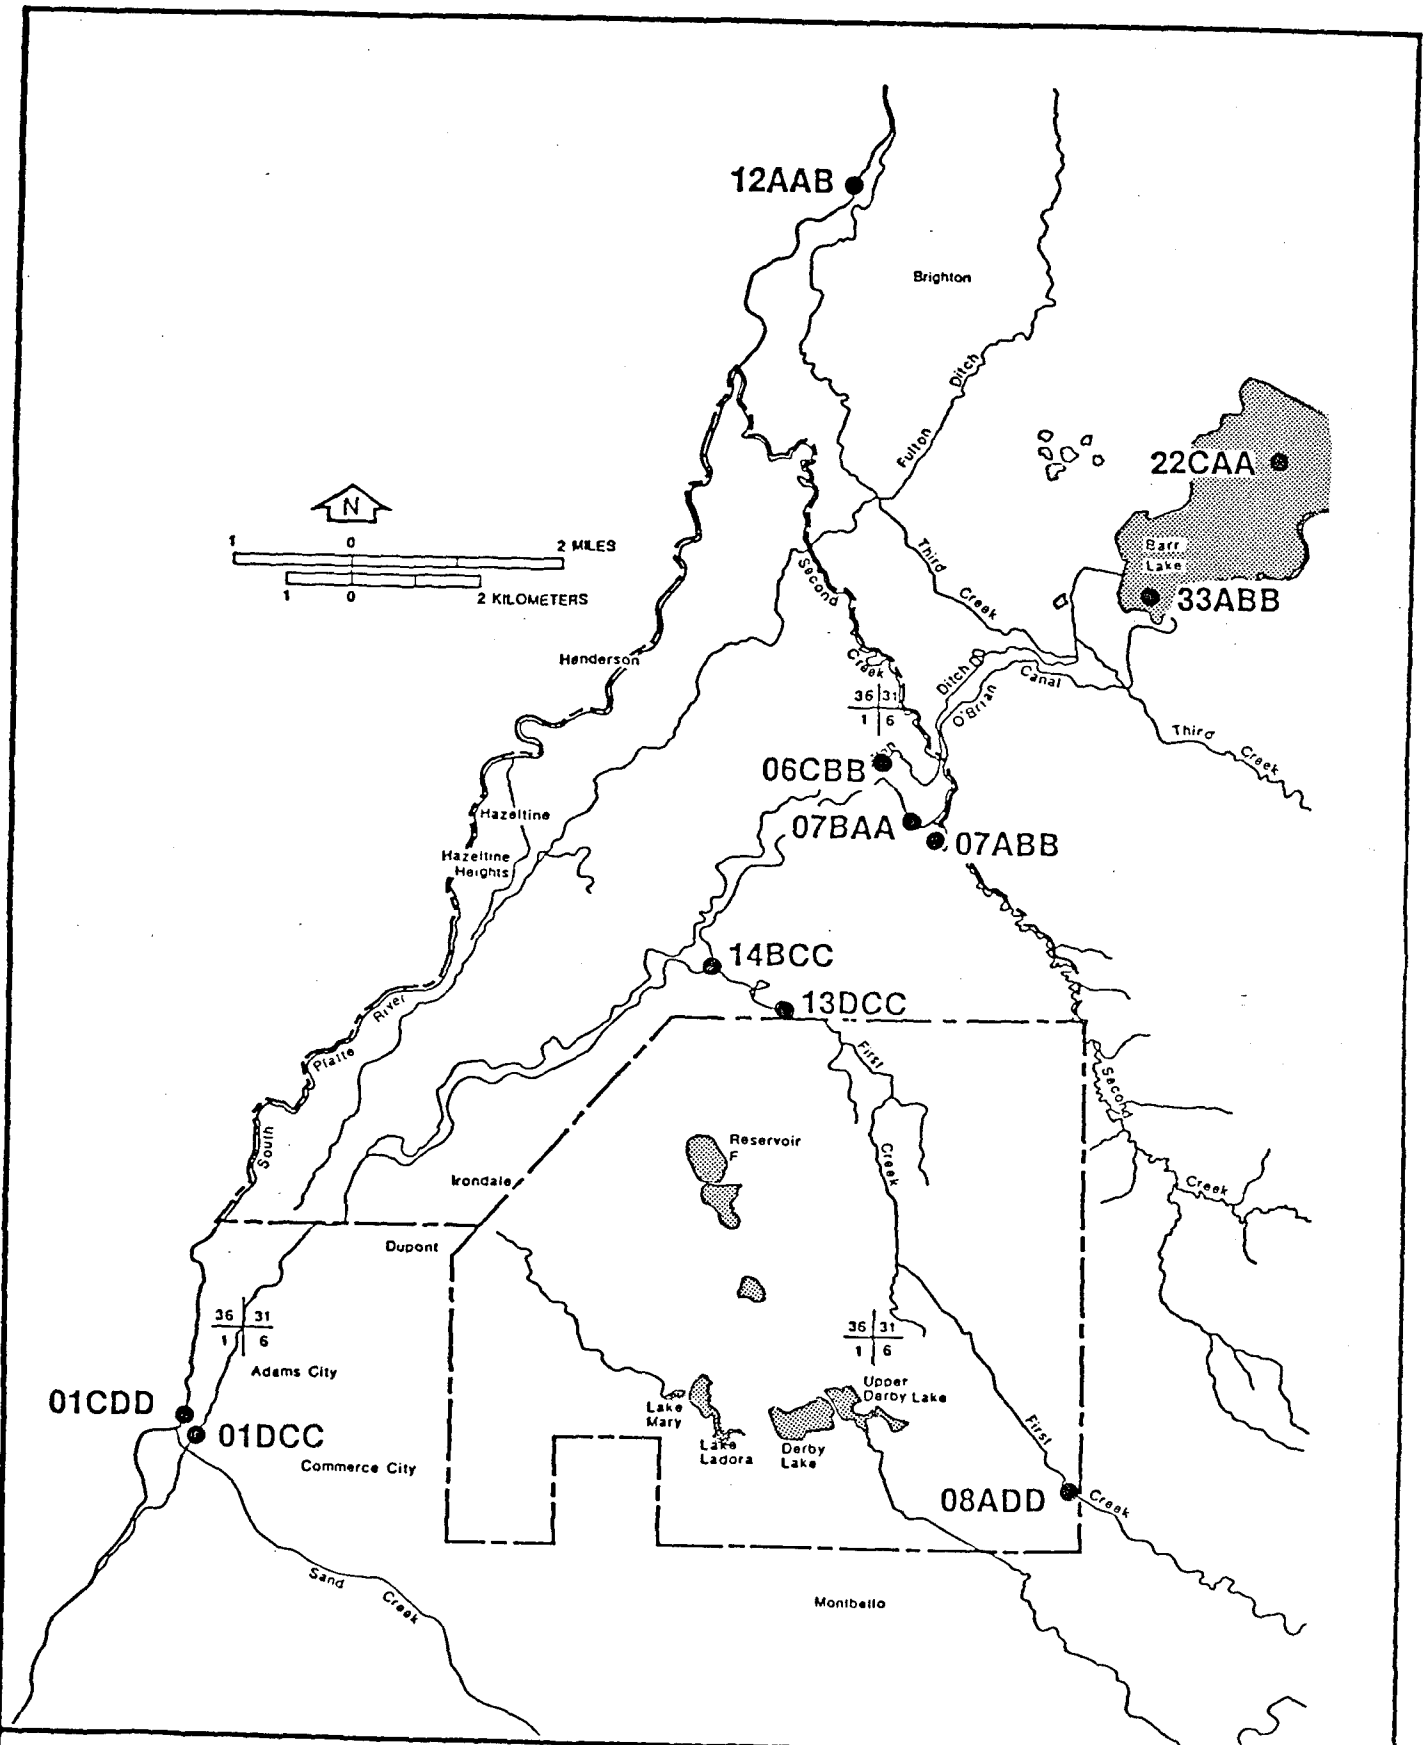 12AAB
Brighton
Ditch
Fulton
22CAA
N
1 0 2 MILES
1 0 2 KILOMETERS
Barr
Lake
33ABB
Third
Creek
Second
Creek
Henderson
Ditch
O'Brian
Canal
36 31
1 6
Third
Creek
06CBB
Hazeltine
07BAA
07ABB
Hazeltine
Heights
14BCC
13DCC
River
Platte
South
First
Creek
Second
Creek
Reservoir
F
Irondale
Dupont
36 31
1 6
36 31
1 6
Adams City
Upper
Derby Lake
01CDD
Lake
Mary
01DCC
Lake
Ladora
Derby
Lake
First
Creek
Commerce City
08ADD
Sand
Creek
Montbello